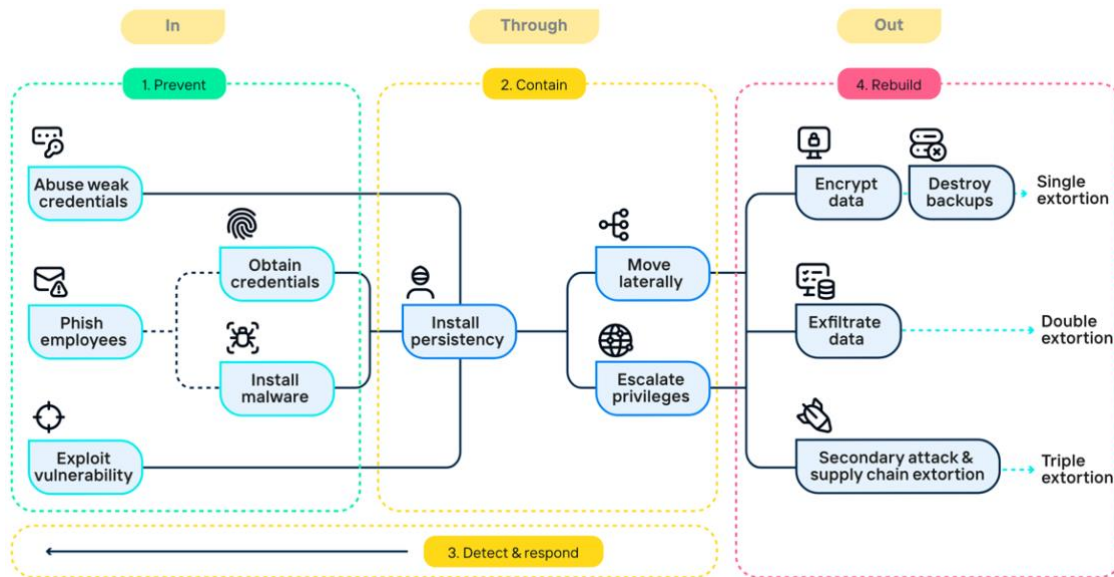 In
Through
Out
1. Prevent
2. Contain
4. Rebuild
Abuse weak
credentials
Obtain
credentials
Phish
employees
Install
malware
Exploit
vulnerability
Install
persistency
Move
laterally
Escalate
privileges
Encrypt
data
Destroy
backups
Single
extortion
Exfiltrate
data
Double
extortion
Secondary attack &
supply chain extortion
Triple
extortion
3. Detect & respond